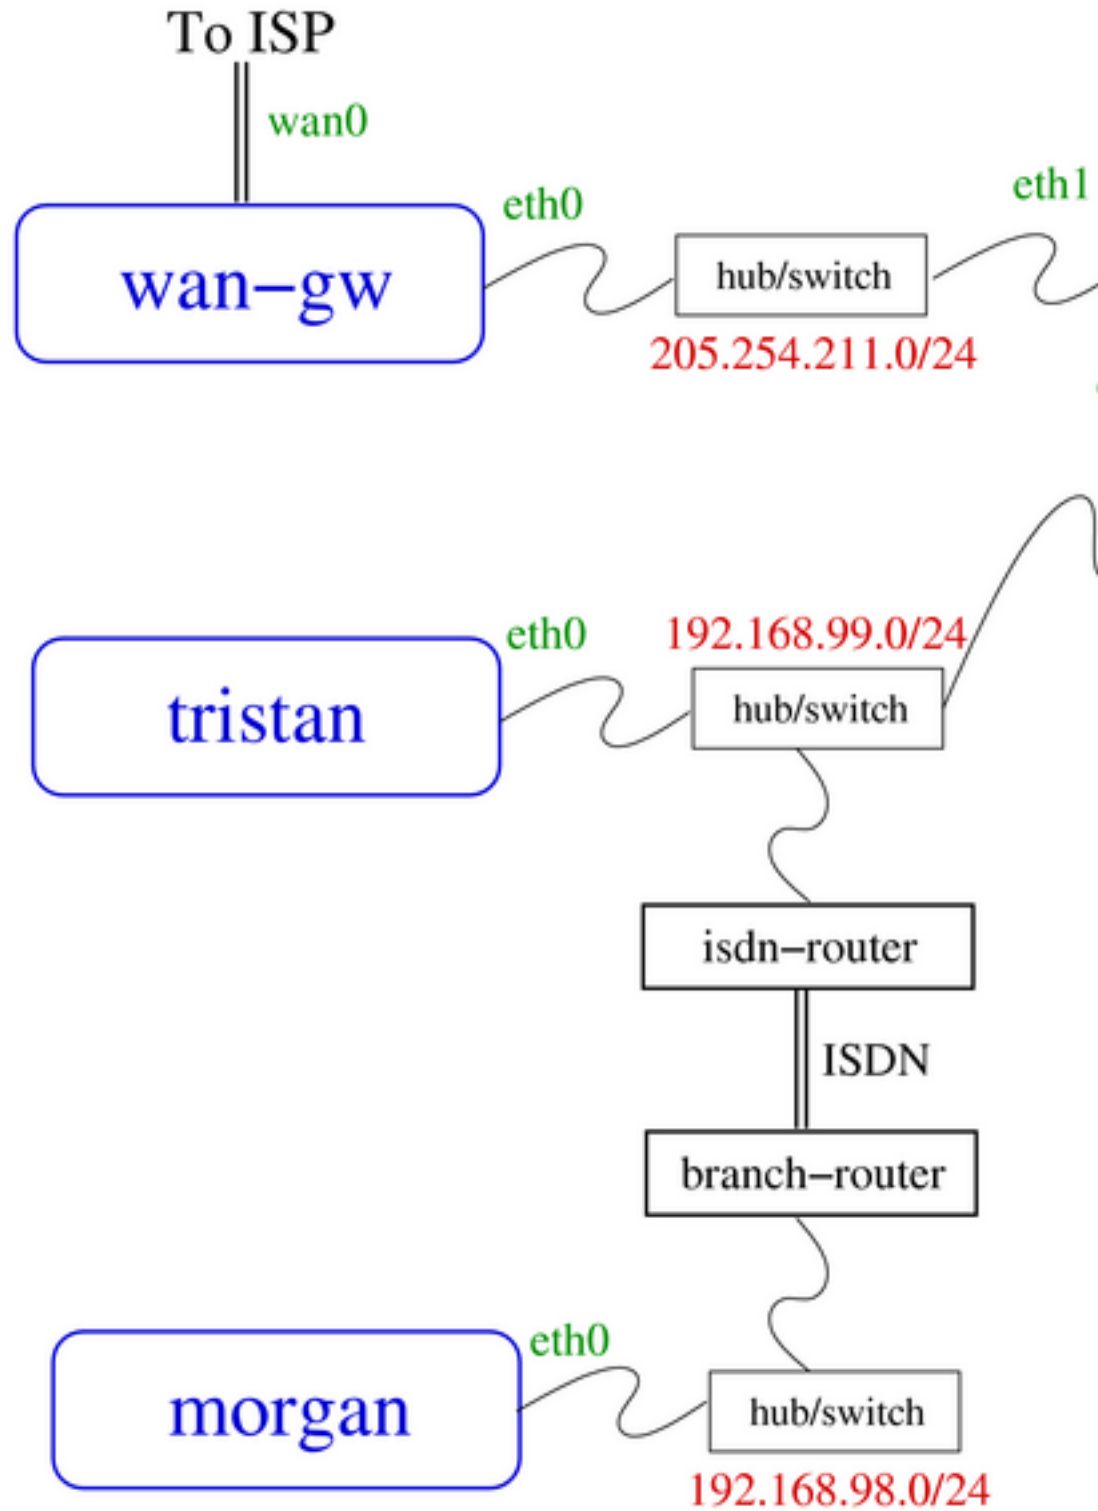 To ISP
wan0
eth0
eth1
wan−gw
hub/switch
205.254.211.0/24
eth0
192.168.99.0/24
tristan
hub/switch
isdn−router
ISDN
branch−router
eth0
morgan
hub/switch
192.168.98.0/24